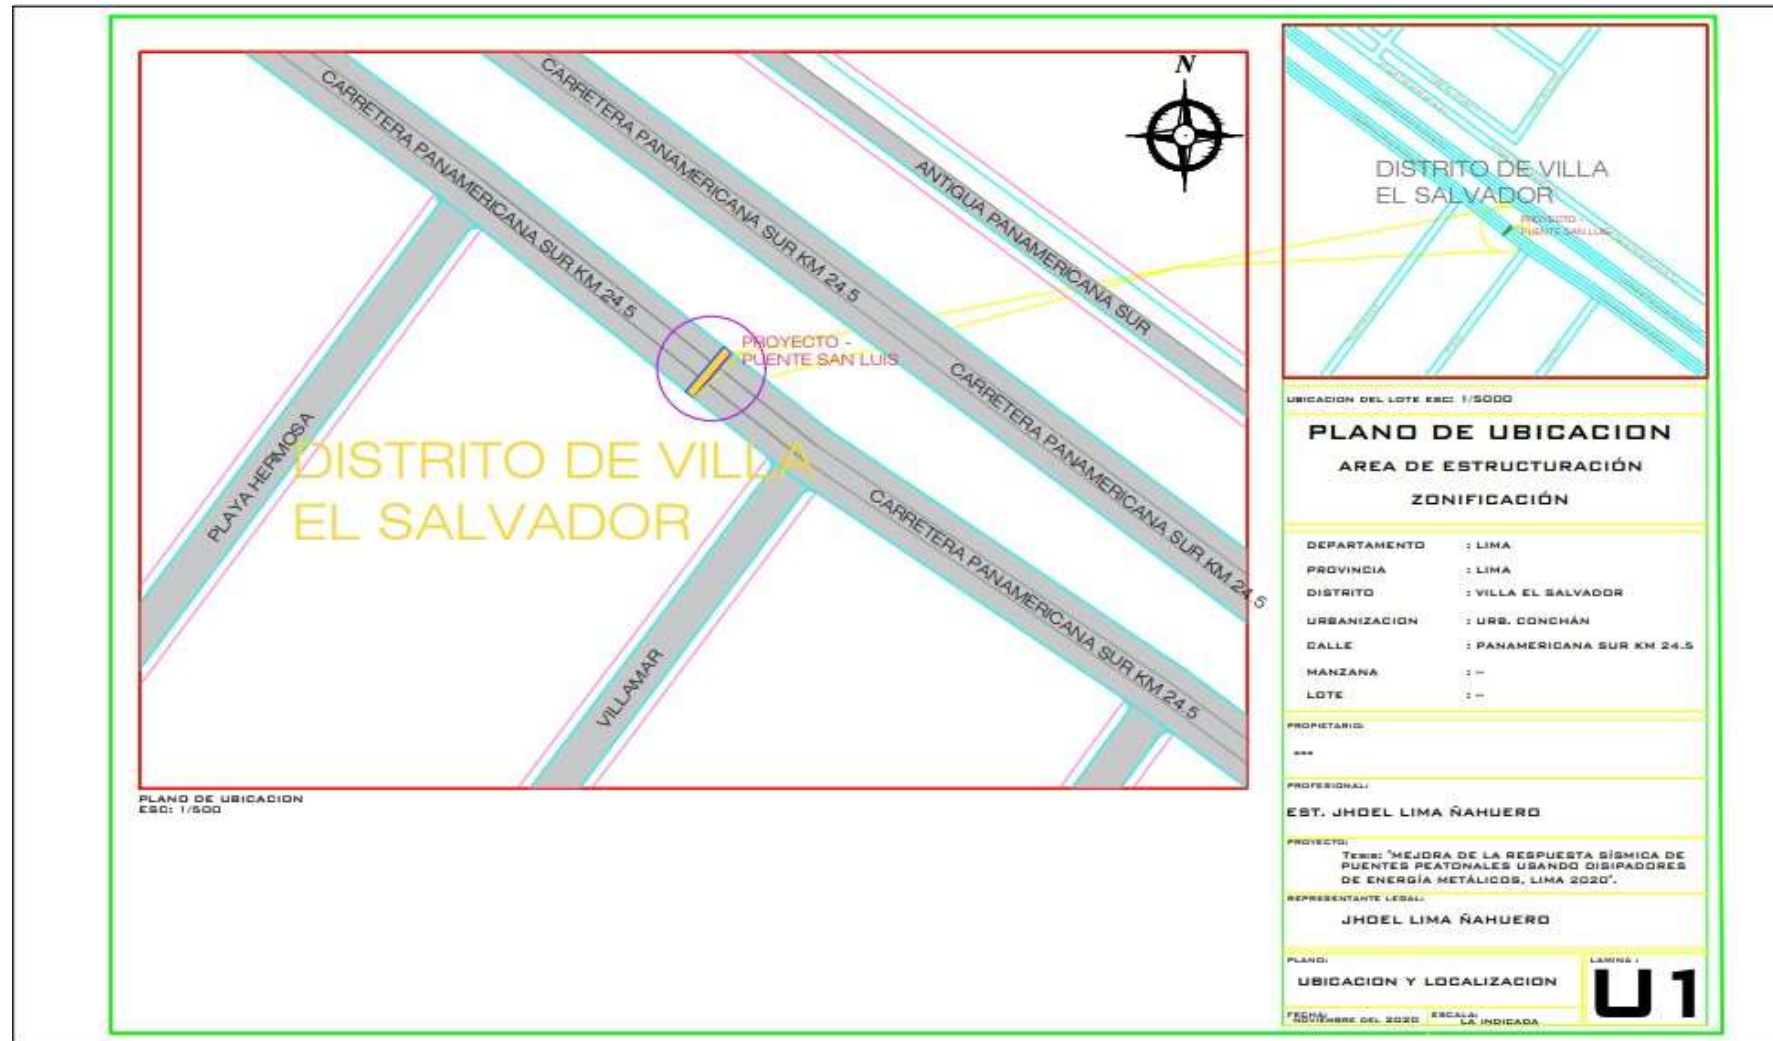 CARRETERA PANAMERICANA SUR KM 24.5
CARRETERA PANAMERICANA SUR KM 24.5
ANTIGUA PANAMERICANA SUR
N
PROYECTO -
PUENTE SAN LUIS
CARRETERA PANAMERICANA SUR KM 24.5
CARRETERA PANAMERICANA SUR KM 24.5
PLAYA HERMOSA
DISTRITO DE VILLA
EL SALVADOR
VILLAMAR
PLANO DE UBICACION
ESC: 1/500
DISTRITO DE VILLA
EL SALVADOR
PROYECTO -
PUENTE SAN LUIS
UBICACION DEL LOTE ESC: 1/5000
PLANO DE UBICACION
AREA DE ESTRUCTURACIÓN
ZONIFICACIÓN
DEPARTAMENTO : LIMA
PROVINCIA : LIMA
DISTRITO : VILLA EL SALVADOR
URBANIZACION : URB. CONCHÁN
CALLE : PANAMERICANA SUR KM 24.5
MANZANA : --
LOTE : --
PROPIETARIO:
***
PROFESIONAL:
EST. JHOEL LIMA ÑAHUERO
PROYECTO:
TESIS: "MEJORA DE LA RESPUESTA SÍSMICA DE
PUENTES PEATONALES USANDO DISIPADORES
DE ENERGÍA METÁLICOS, LIMA 2020".
REPRESENTANTE LEGAL:
JHOEL LIMA ÑAHUERO
PLANO:
UBICACION Y LOCALIZACION
LAMINA :
U1
FECHA:
NOVIEMBRE DEL 2020
ESCALA:
LA INDICADA